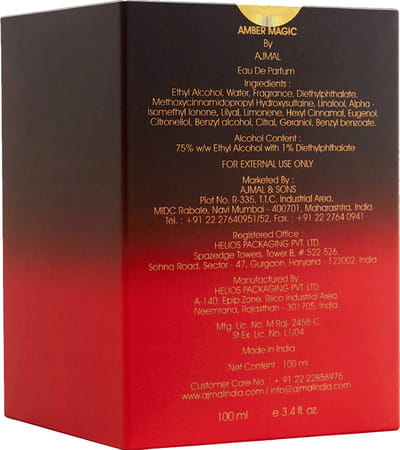 AMBER MAGIC
By
AJMAL
Eau De Parfum
Ingredients :
Ethyl Alcohol, Water, Fragrance, Diethylphthalate,
Methoxycinnamidopropyl Hydroxysultaine, Linalool, Alpha -
Isomethyl Ionone, Lilyal, Limonene, Hexyl Cinnamat, Eugenol,
Citronellol, Benzyl alcohol, Citral, Geraniol, Benzyl benzoate.
Alcohol Content :
75% w/w Ethyl Alcohol with 1% Diethylphthalate
FOR EXTERNAL USE ONLY
Marketed By :
AJMAL & SONS
Plot No. R-335, T.T.C. Industrial Area,
MIDC Rabale, Navi Mumbai - 400701, Maharashtra, India.
Tel. : +91 22 27640951/52, Fax. : +91 22 2764 0941
Registered Office :
HELIOS PACKAGING PVT. LTD.
Spazedge Towers, Tower B, # 522-526,
Sohna Road, Sector - 47, Gurgaon, Haryana - 122002, India
Manufactured By :
HELIOS PACKAGING PVT. LTD
A-140, Epip Zone, Riico Industrial Area,
Neemrana, Rajasthan - 301705, India.
Mfg. Lic. No. M Raj. 2458-C
St Ex. Lic. No. L1/04
Made in India
Net Content : 100 ml
Customer Care No. : + 91 22 22856976
www.ajmalindia.com / info@ajmalindia.com
100 ml e 3.4 fl. oz.